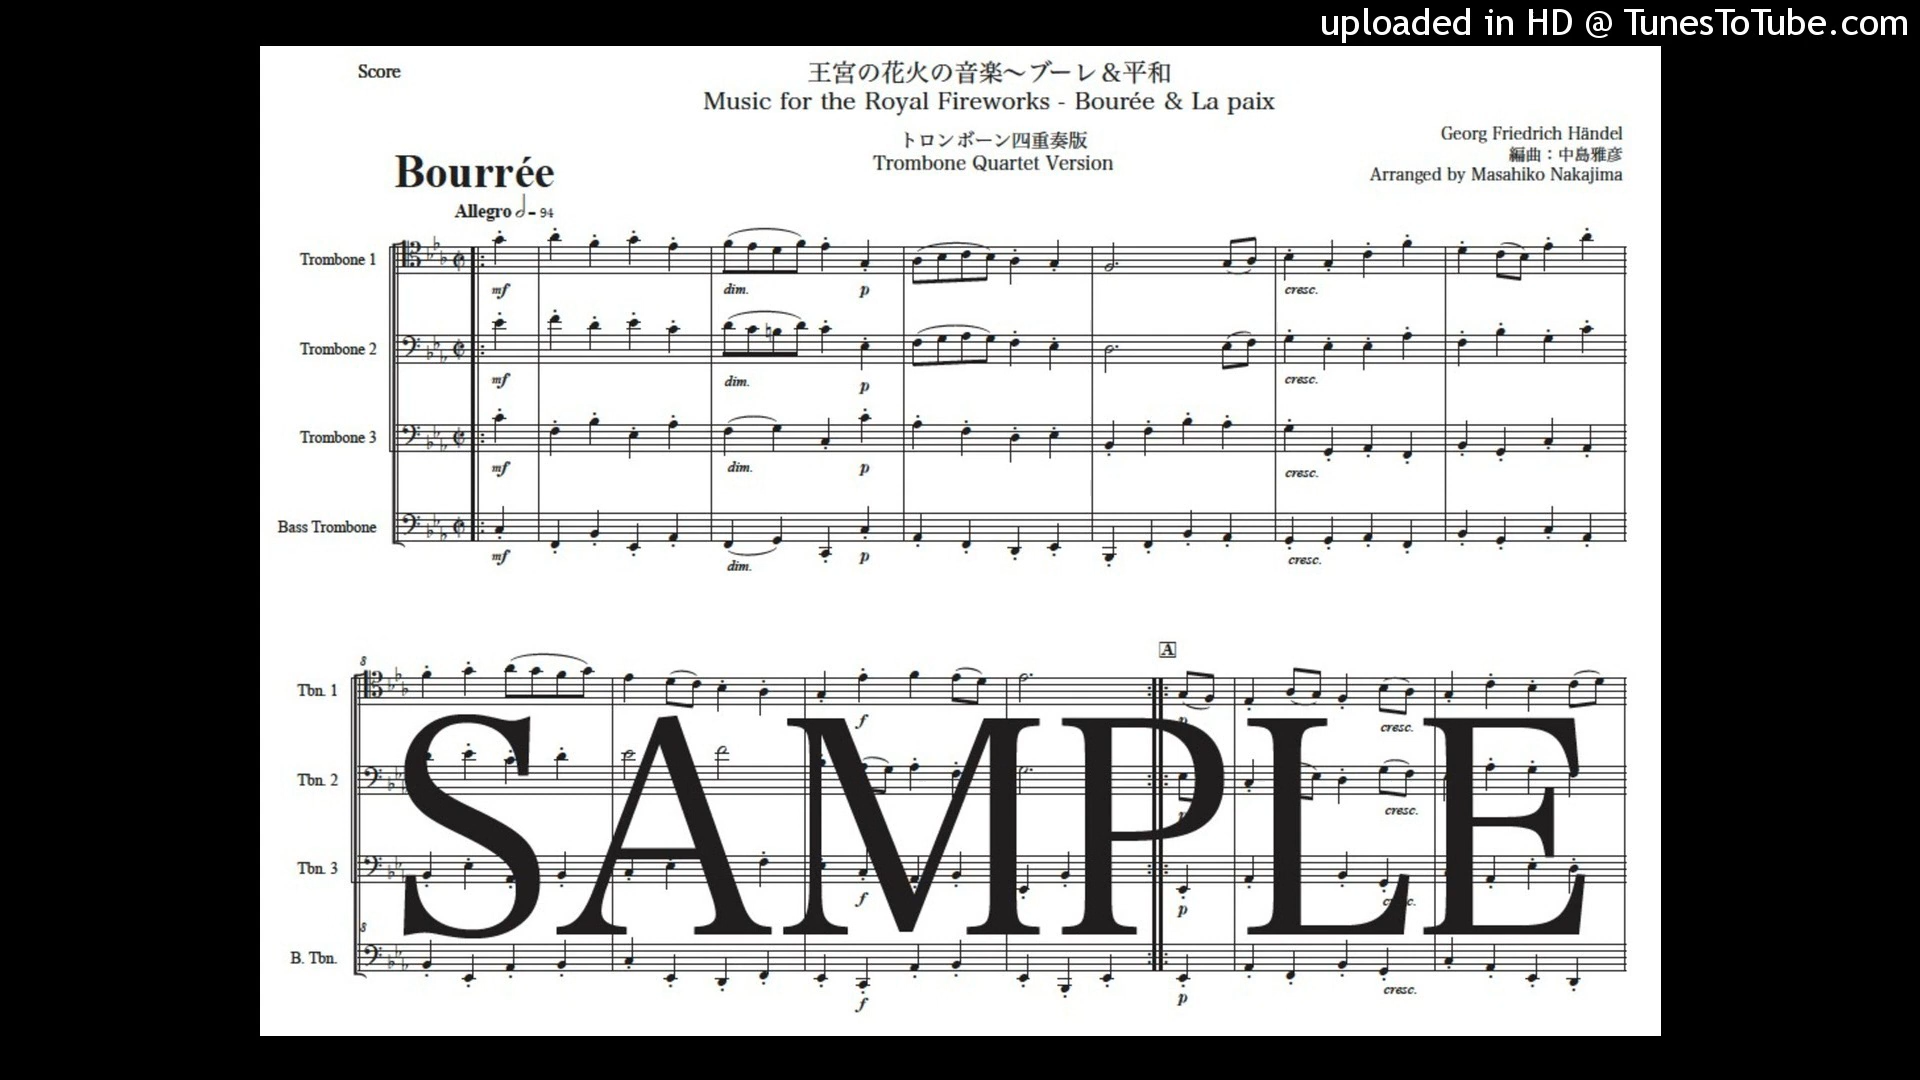 uploaded in HD @ TunesToTube.com
Score
王宮の花火の音楽〜ブーレ&平和
Music for the Royal Fireworks - Bourée & La paix
トロンボーン四重奏版
Trombone Quartet Version
Georg Friedrich Händel
編曲：中島雅彦
Arranged by Masahiko Nakajima
Bourrée
Allegro = 94
Trombone 1
mf dim. p cresc.
Trombone 2
mf dim. p cresc.
Trombone 3
mf dim. p cresc.
Bass Trombone
mf dim. p cresc.
8
A
Tbn. 1
f p cresc.
Tbn. 2
cresc.
Tbn. 3
f p cresc.
8
B. Tbn.
f p cresc.
SAMPLE